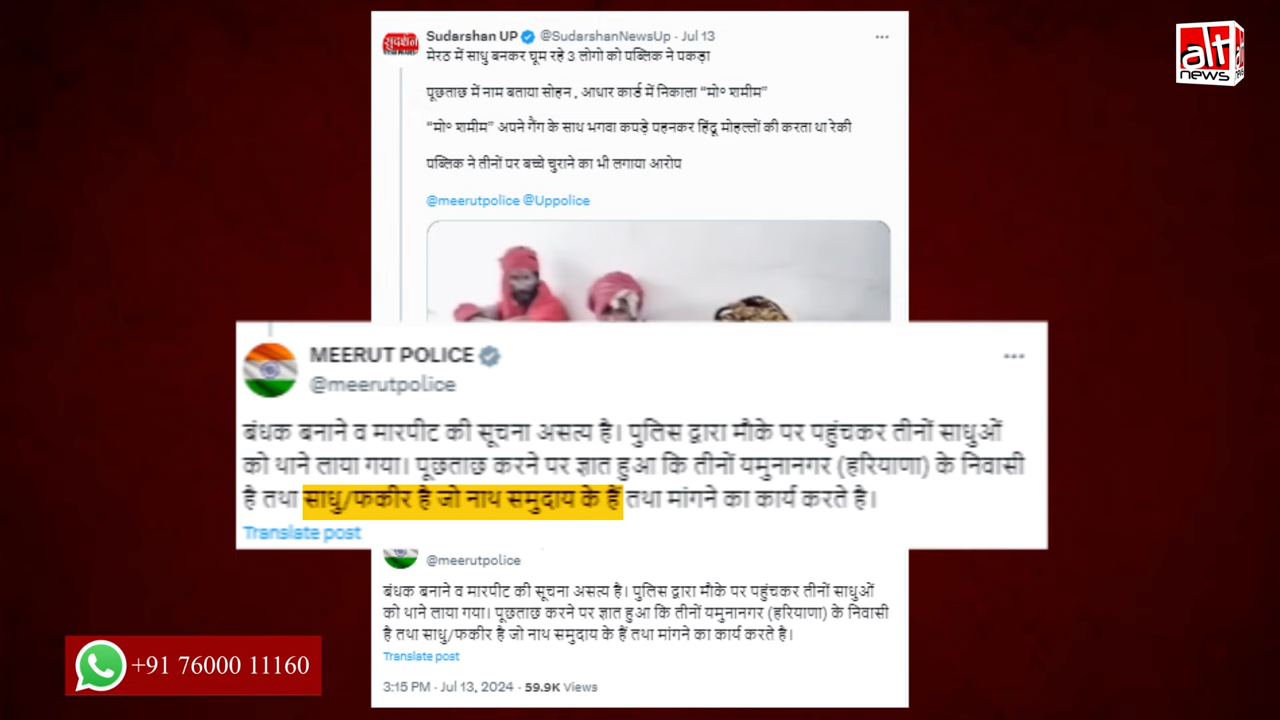 Sudarshan UP @SudarshanNewsUp · Jul 13
मेरठ में साधु बनकर घूम रहे 3 लोगो को पब्लिक ने पकड़ा
पूछताछ में नाम बताया सोहन , आधार कार्ड में निकाला "मो० शमीम"
"मो० शमीम" अपने गैंग के साथ भगवा कपड़े पहनकर हिंदू मोहल्लों की करता था रेकी
पब्लिक ने तीनों पर बच्चे चुराने का भी लगाया आरोप
@meerutpolice @Uppolice
alt
news
MEERUT POLICE
@meerutpolice
बंधक बनाने व मारपीट की सूचना असत्य है। पुलिस द्वारा मौके पर पहुंचकर तीनों साधुओं
को थाने लाया गया। पूछताछ करने पर ज्ञात हुआ कि तीनों यमुनानगर (हरियाणा) के निवासी
है तथा साधु/फकीर है जो नाथ समुदाय के हैं तथा मांगने का कार्य करते है।
Translate post
@meerutpolice
बंधक बनाने व मारपीट की सूचना असत्य है। पुलिस द्वारा मौके पर पहुंचकर तीनों साधुओं
को थाने लाया गया। पूछताछ करने पर ज्ञात हुआ कि तीनों यमुनानगर (हरियाणा) के निवासी
है तथा साधु/फकीर है जो नाथ समुदाय के हैं तथा मांगने का कार्य करते है।
Translate post
3:15 PM · Jul 13, 2024 · 59.9K Views
+91 76000 11160